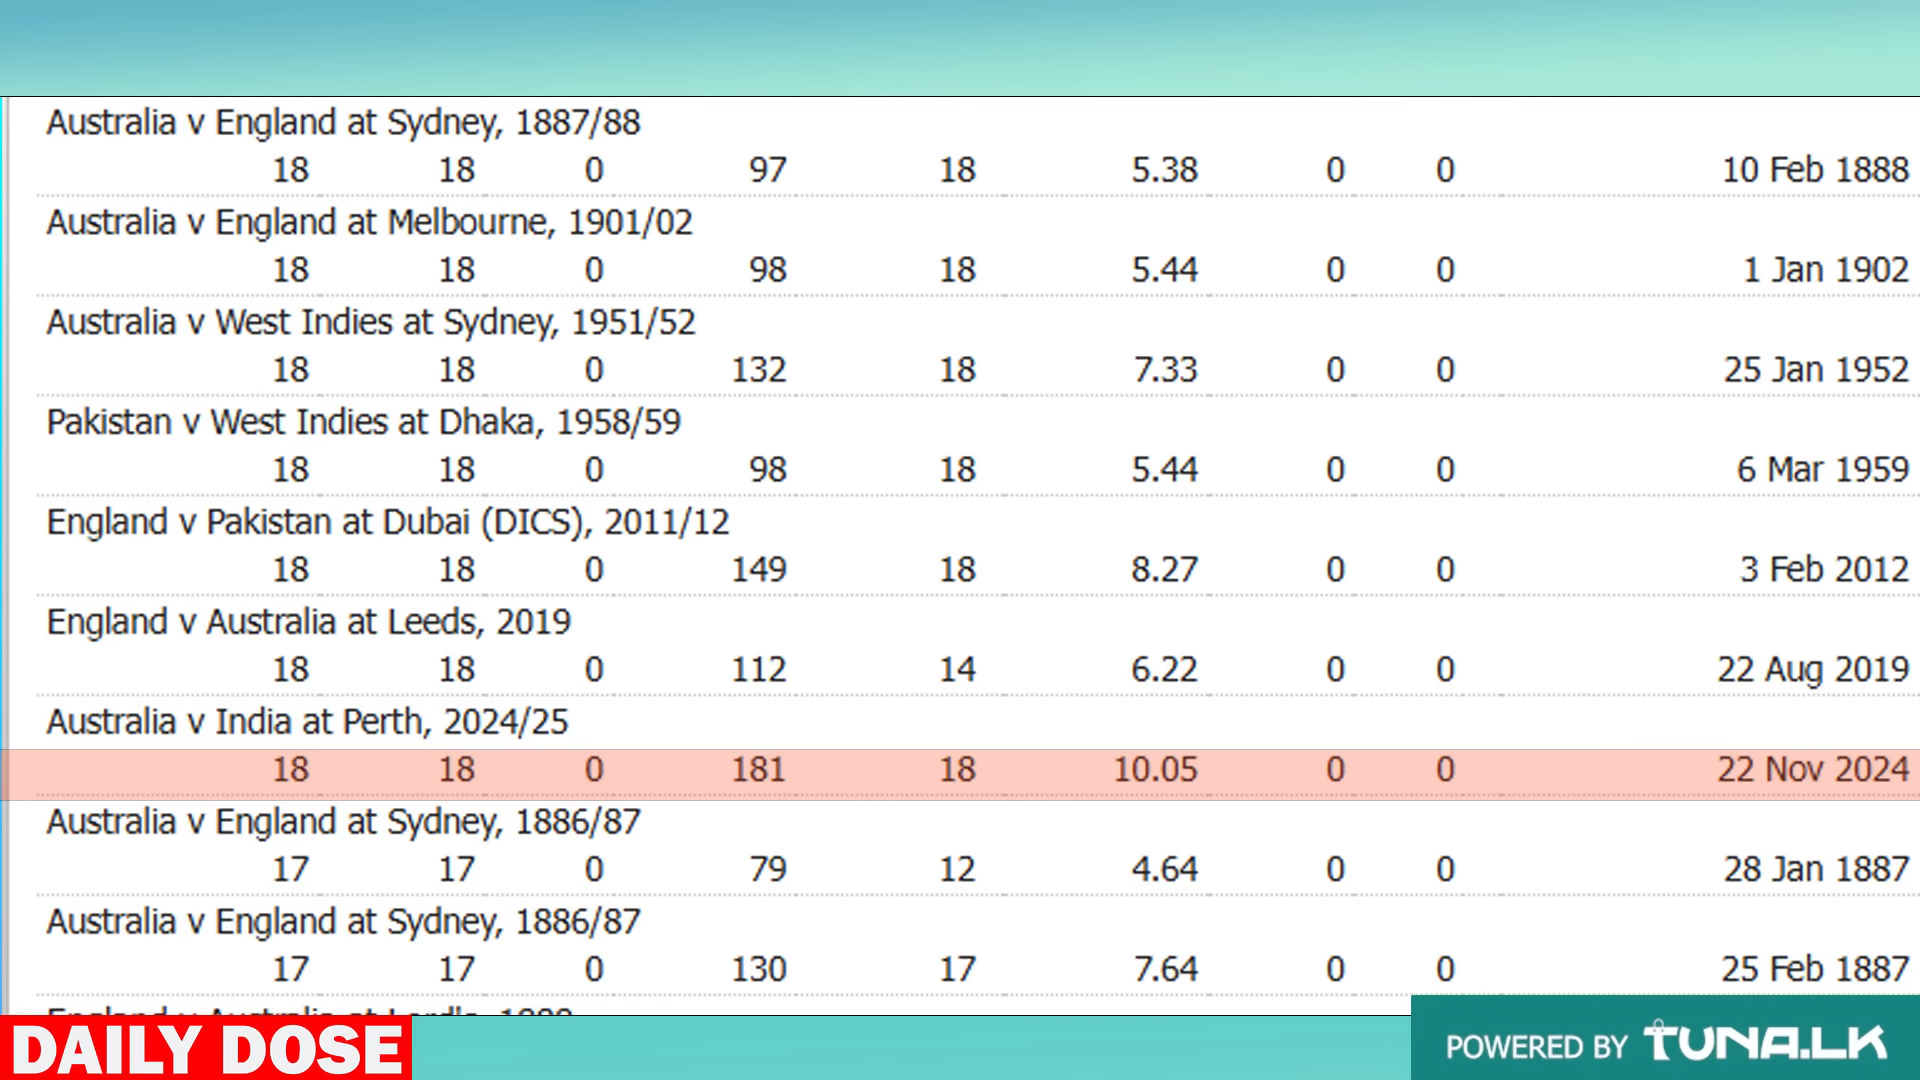 Australia v England at Sydney, 1887/88
18 18 0 97 18 5.38 0 0 10 Feb 1888
Australia v England at Melbourne, 1901/02
18 18 0 98 18 5.44 0 0 1 Jan 1902
Australia v West Indies at Sydney, 1951/52
18 18 0 132 18 7.33 0 0 25 Jan 1952
Pakistan v West Indies at Dhaka, 1958/59
18 18 0 98 18 5.44 0 0 6 Mar 1959
England v Pakistan at Dubai (DICS), 2011/12
18 18 0 149 18 8.27 0 0 3 Feb 2012
England v Australia at Leeds, 2019
18 18 0 112 14 6.22 0 0 22 Aug 2019
Australia v India at Perth, 2024/25
18 18 0 181 18 10.05 0 0 22 Nov 2024
Australia v England at Sydney, 1886/87
17 17 0 79 12 4.64 0 0 28 Jan 1887
Australia v England at Sydney, 1886/87
17 17 0 130 17 7.64 0 0 25 Feb 1887
England v Australia at Lord's,
DAILY DOSE
POWERED BY TUNA.LK